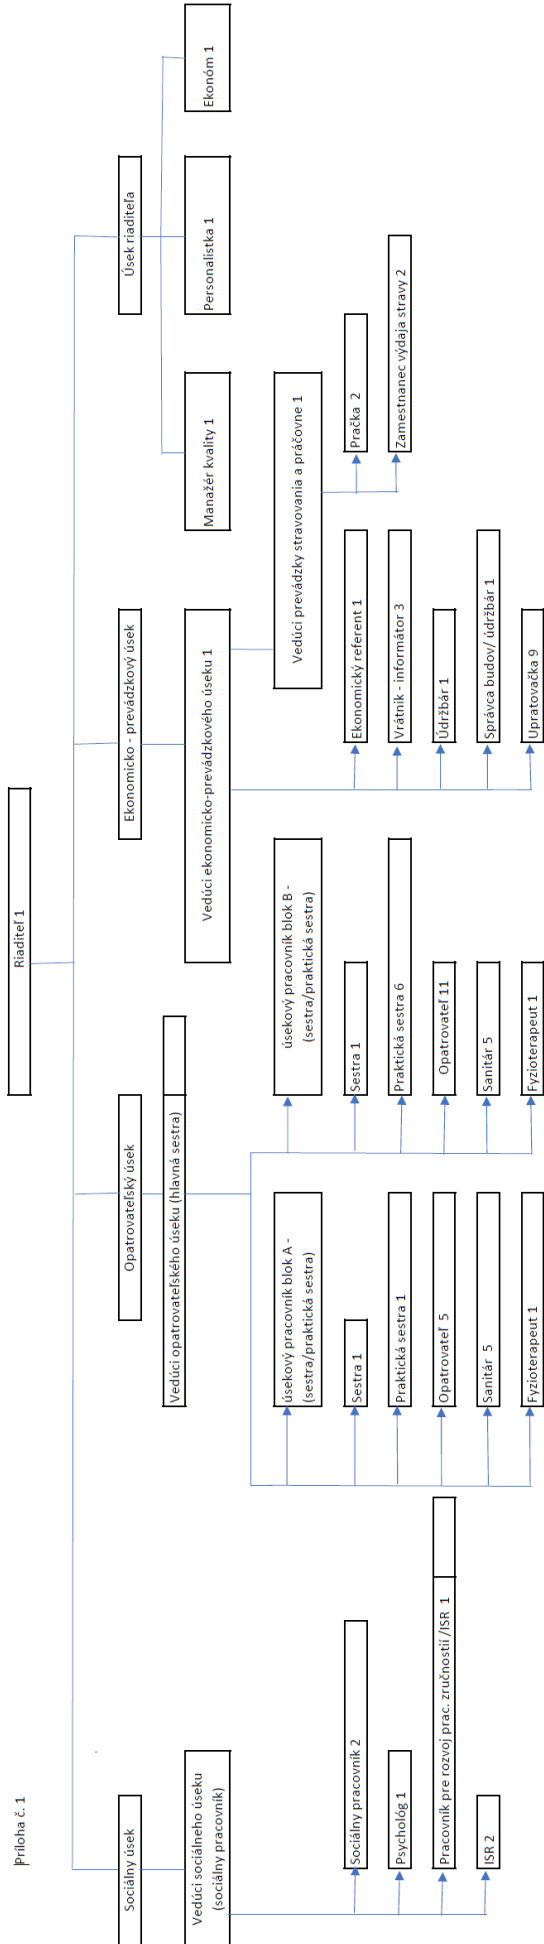 Príloha č. 1
Riaditeľ 1
Sociálny úsek
Opatrovateľský úsek
Ekonomicko - prevádzkový úsek
Úsek riaditeľa
Vedúci sociálneho úseku
(sociálny pracovník)
Vedúci opatrovateľského úseku (hlavná sestra)
Vedúci ekonomicko-prevádzkového úseku 1
Manažér kvality 1
Personalistka 1
Ekonóm 1
úsekový pracovník blok A -
(sestra/praktická sestra)
úsekový pracovník blok B -
(sestra/praktická sestra)
Vedúci prevádzky stravovania a práčovne 1
Sociálny pracovník 2
Psychológ 1
Pracovník pre rozvoj prac. zručností /ISR 1
ISR 2
Sestra 1
Praktická sestra 1
Opatrovateľ 5
Sanitár 5
Fyzioterapeut 1
Sestra 1
Praktická sestra 6
Opatrovateľ 11
Sanitár 5
Fyzioterapeut 1
Ekonomický referent 1
Vrátnik - informátor 3
Údržbár 1
Správca budov/ údržbár 1
Upratovačka 9
Pračka 2
Zamestnanec výdaja stravy 2